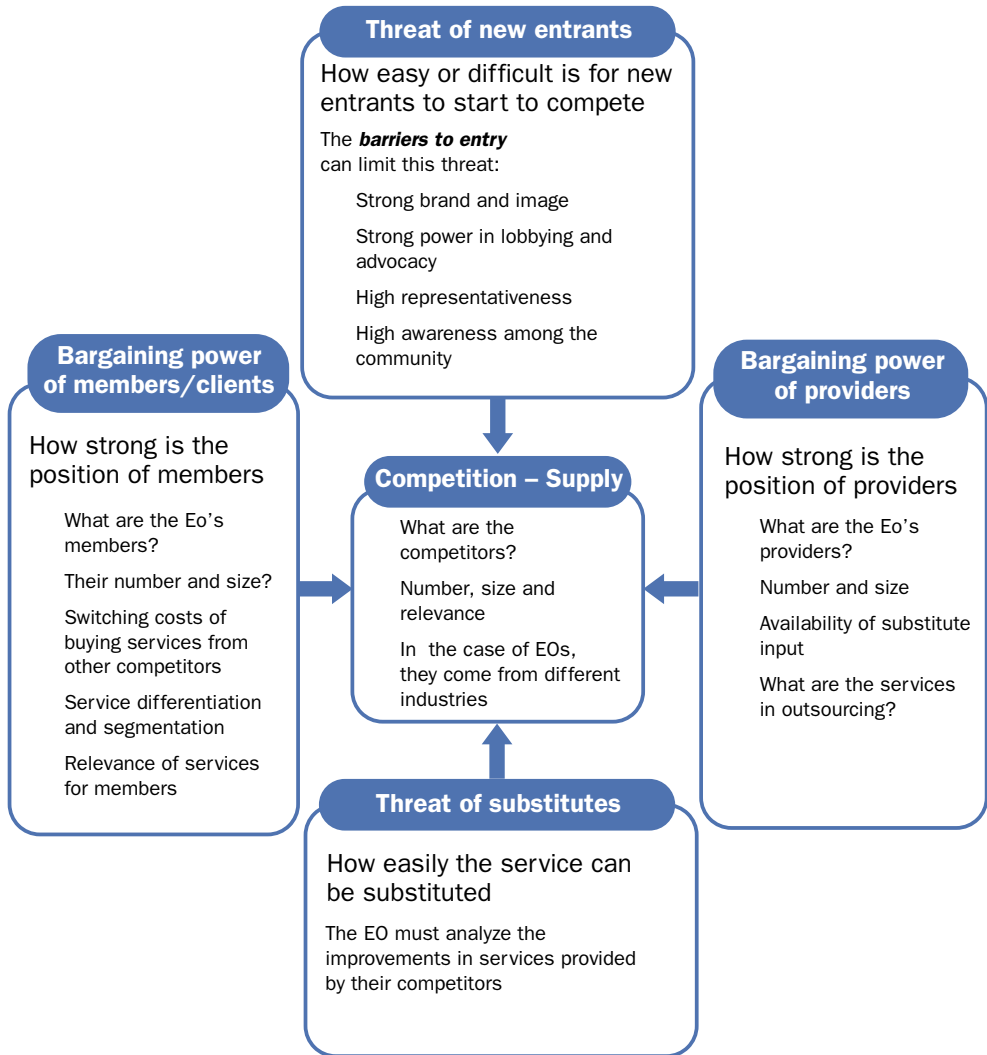 Threat of new entrants
How easy or difficult is for new
entrants to start to compete
The barriers to entry
can limit this threat:
Strong brand and image
Strong power in lobbying and
advocacy
High representativeness
High awareness among the
community
Bargaining power
of members/clients
How strong is the
position of members
What are the Eo’s
members?
Their number and size?
Switching costs of
buying services from
other competitors
Service differentiation
and segmentation
Relevance of services
for members
Competition – Supply
What are the
competitors?
Number, size and
relevance
In the case of EOs,
they come from different
industries
Bargaining power
of providers
How strong is the
position of providers
What are the Eo’s
providers?
Number and size
Availability of substitute
input
What are the services
in outsourcing?
Threat of substitutes
How easily the service can
be substituted
The EO must analyze the
improvements in services provided
by their competitors